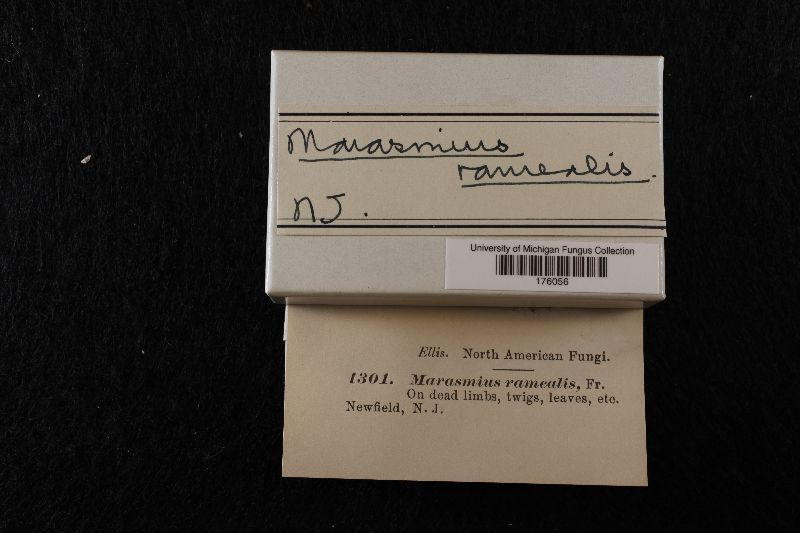 Marasmius
ramealis.
NJ.
University of Michigan Fungus Collection
176056
Ellis. North American Fungi.
1301. Marasmius ramealis, Fr.
On dead limbs, twigs, leaves, etc.
Newfield, N. J.